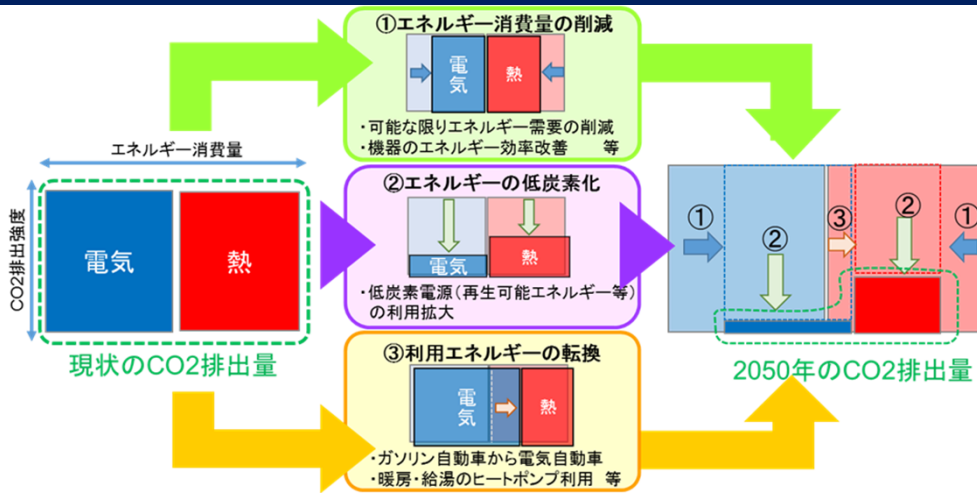 ①エネルギー消費量の削減
電気
熱
・可能な限りエネルギー需要の削減
・機器のエネルギー効率改善　等
エネルギー消費量
CO2排出強度
電気
熱
現状のCO2排出量
②エネルギーの低炭素化
電気
熱
・低炭素電源(再生可能エネルギー等)
の利用拡大
③利用エネルギーの転換
電気
熱
・ガソリン自動車から電気自動車
・暖房・給湯のヒートポンプ利用　等
①
②
③
②
①
2050年のCO2排出量